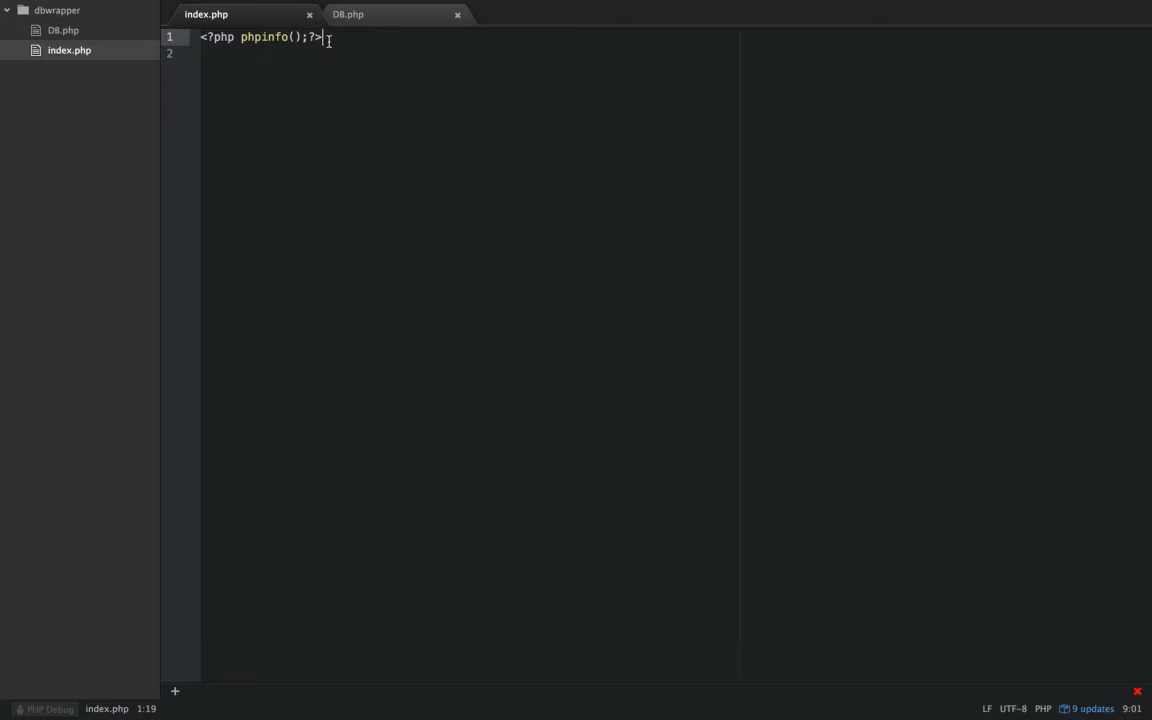 dbwrapper
DB.php
index.php
index.php
DB.php
1 <?php phpinfo();?>
2
PHP Debug index.php 1:19
LF UTF-8 PHP 9 updates 9:01